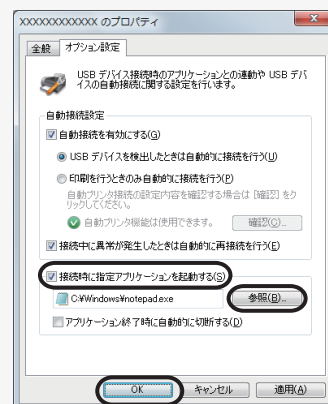 XXXXXXXXXXXXX のプロパティ
全般
オプション設定
USB デバイス接続時のアプリケーションとの連動や USB デバ
イスの自動接続に関する設定を行います。
自動接続設定
自動接続を有効にする(G)
USB デバイスを検出したときは自動的に接続を行う(U)
印刷を行うときのみ自動的に接続を行う(P)
自動プリンタ接続の設定内容を確認する場合は [確認] をク
リックしてください。
自動プリンタ機能は使用できます。
確認(C)...
接続中に異常が発生したときは自動的に再接続を行う(E)
接続時に指定アプリケーションを起動する(S)
C:¥Windows¥notepad.exe
参照(B)...
アプリケーション終了時に自動的に切断する(D)
OK
キャンセル
適用(A)